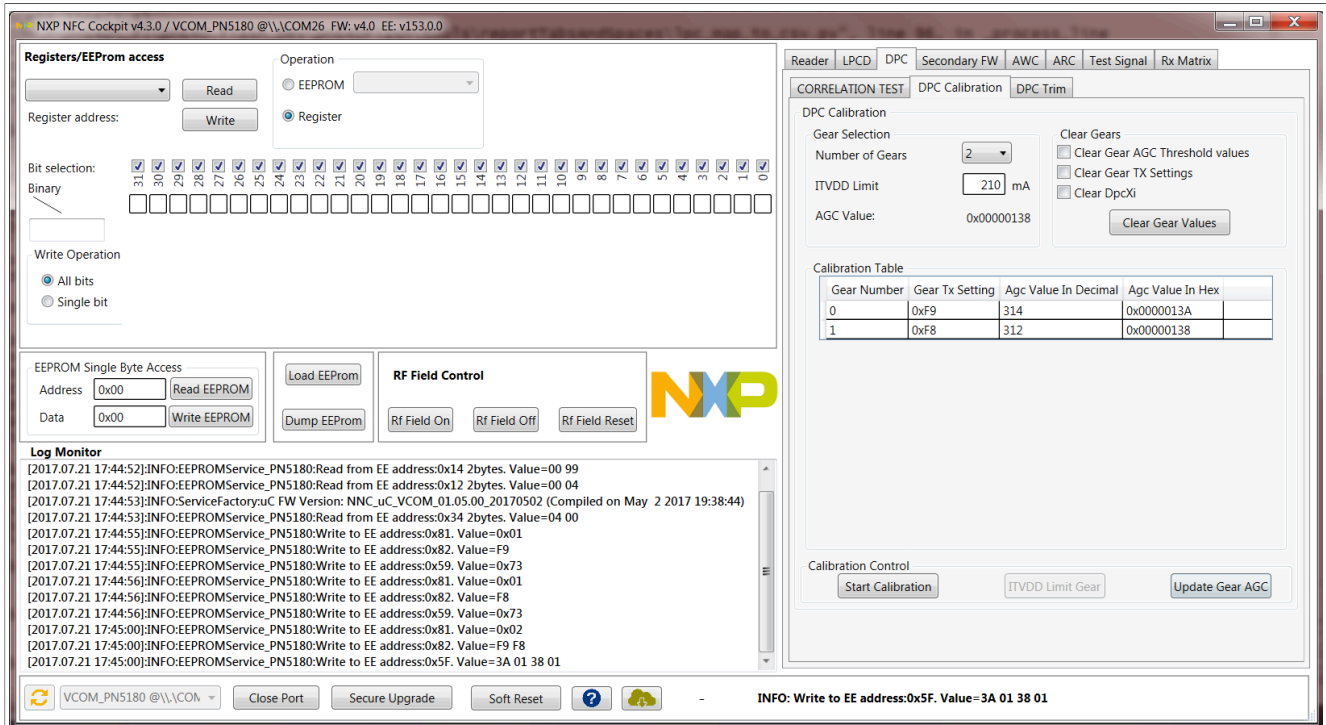 NXP NFC Cockpit v4.3.0 / VCOM_PN5180 @\\.\COM26 FW: v4.0 EE: v153.0.0
Registers/EEProm access
Operation
Read
EEPROM
Register address:
Write
Register
Bit selection:
31 30 29 28 27 26 25 24 23 22 21 20 19 18 17 16 15 14 13 12 11 10 9 8 7 6 5 4 3 2 1 0
Binary
Write Operation
All bits
Single bit
EEPROM Single Byte Access
Address 0x00 Read EEPROM
Data 0x00 Write EEPROM
Load EEProm
Dump EEProm
RF Field Control
Rf Field On Rf Field Off Rf Field Reset
NXP
Log Monitor
[2017.07.21 17:44:52]:INFO:EEPROMService_PN5180:Read from EE address:0x14 2bytes. Value=00 99
[2017.07.21 17:44:52]:INFO:EEPROMService_PN5180:Read from EE address:0x12 2bytes. Value=00 04
[2017.07.21 17:44:53]:INFO:ServiceFactory:uC FW Version: NNC_uC_VCOM_01.05.00_20170502 (Compiled on May 2 2017 19:38:44)
[2017.07.21 17:44:53]:INFO:EEPROMService_PN5180:Read from EE address:0x34 2bytes. Value=04 00
[2017.07.21 17:44:55]:INFO:EEPROMService_PN5180:Write to EE address:0x81. Value=0x01
[2017.07.21 17:44:55]:INFO:EEPROMService_PN5180:Write to EE address:0x82. Value=F9
[2017.07.21 17:44:55]:INFO:EEPROMService_PN5180:Write to EE address:0x59. Value=0x73
[2017.07.21 17:44:56]:INFO:EEPROMService_PN5180:Write to EE address:0x81. Value=0x01
[2017.07.21 17:44:56]:INFO:EEPROMService_PN5180:Write to EE address:0x82. Value=F8
[2017.07.21 17:44:56]:INFO:EEPROMService_PN5180:Write to EE address:0x59. Value=0x73
[2017.07.21 17:45:00]:INFO:EEPROMService_PN5180:Write to EE address:0x81. Value=0x02
[2017.07.21 17:45:00]:INFO:EEPROMService_PN5180:Write to EE address:0x82. Value=F9 F8
[2017.07.21 17:45:00]:INFO:EEPROMService_PN5180:Write to EE address:0x5F. Value=3A 01 38 01
Reader LPCD DPC Secondary FW AWC ARC Test Signal Rx Matrix
CORRELATION TEST DPC Calibration DPC Trim
DPC Calibration
Gear Selection
Number of Gears 2
ITVDD Limit 210 mA
AGC Value: 0x00000138
Clear Gears
Clear Gear AGC Threshold values
Clear Gear TX Settings
Clear DpcXi
Clear Gear Values
Calibration Table
Gear Number Gear Tx Setting Agc Value In Decimal Agc Value In Hex
0 0xF9 314 0x0000013A
1 0xF8 312 0x00000138
Calibration Control
Start Calibration ITVDD Limit Gear Update Gear AGC
VCOM_PN5180 @\\.\CON Close Port Secure Upgrade Soft Reset ? - INFO: Write to EE address:0x5F. Value=3A 01 38 01